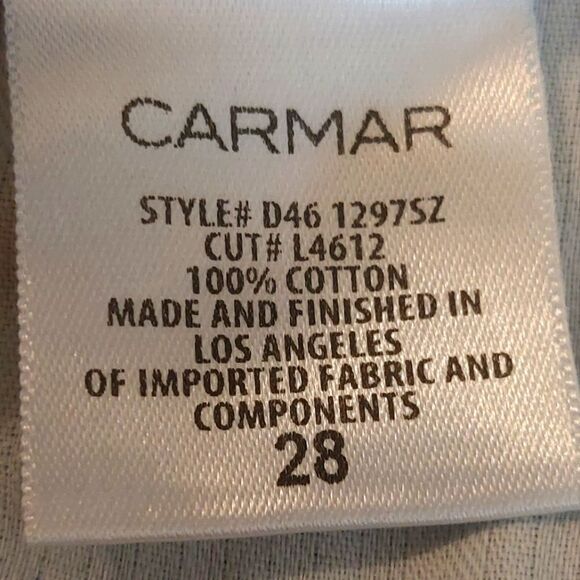 CARMAR
STYLE# D46 1297SZ
CUT# L4612
100% COTTON
MADE AND FINISHED IN
LOS ANGELES
OF IMPORTED FABRIC AND
COMPONENTS
28